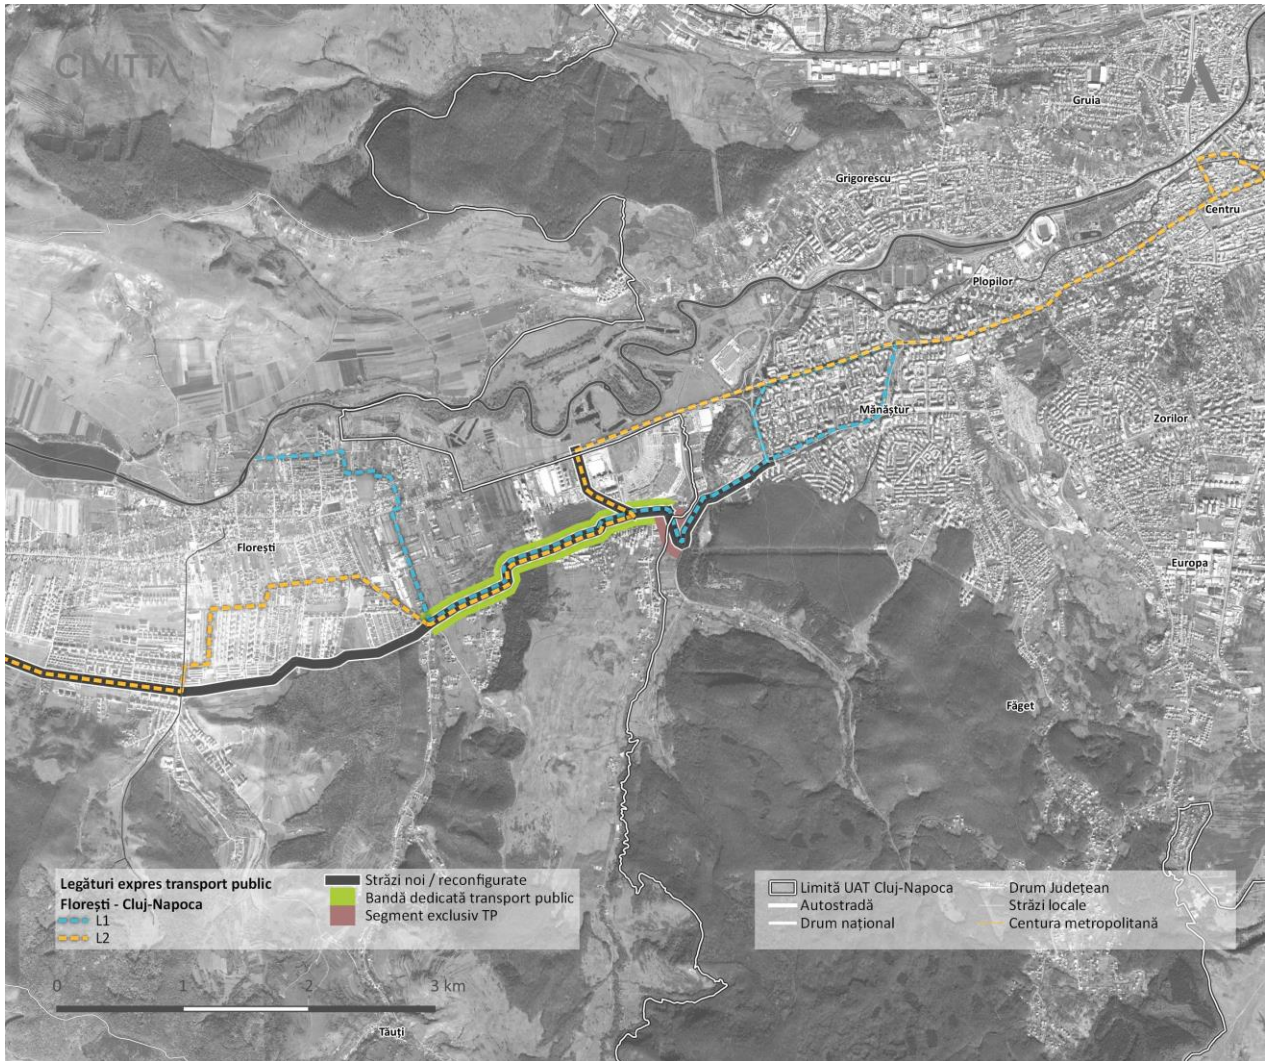 CIVITTA
Gruia
Grigorescu
Centru
Plopilor
Mănăștur
Zorilor
Florești
Europa
Făget
Legături expres transport public
Florești - Cluj-Napoca
L1
L2
Străzi noi / reconfigurate
Bandă dedicată transport public
Segment exclusiv TP
Limită UAT Cluj-Napoca
Autostradă
Drum național
Drum Județean
Străzi locale
Centura metropolitană
0 1 2 3 km
Tăuți